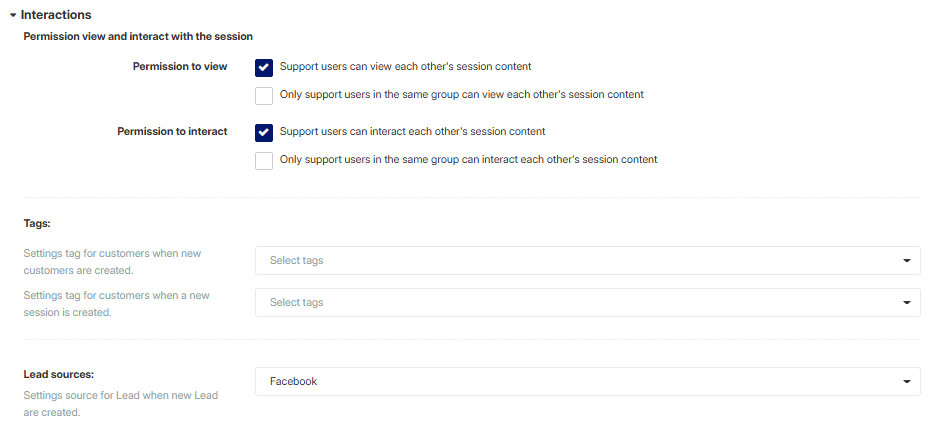 Interactions
Permission view and interact with the session
Permission to view
Support users can view each other's session content
Only support users in the same group can view each other's session content
Permission to interact
Support users can interact each other's session content
Only support users in the same group can interact each other's session content
Tags:
Settings tag for customers when new
customers are created.
Select tags
Settings tag for customers when a new
session is created.
Select tags
Lead sources:
Facebook
Settings source for Lead when new Lead
are created.